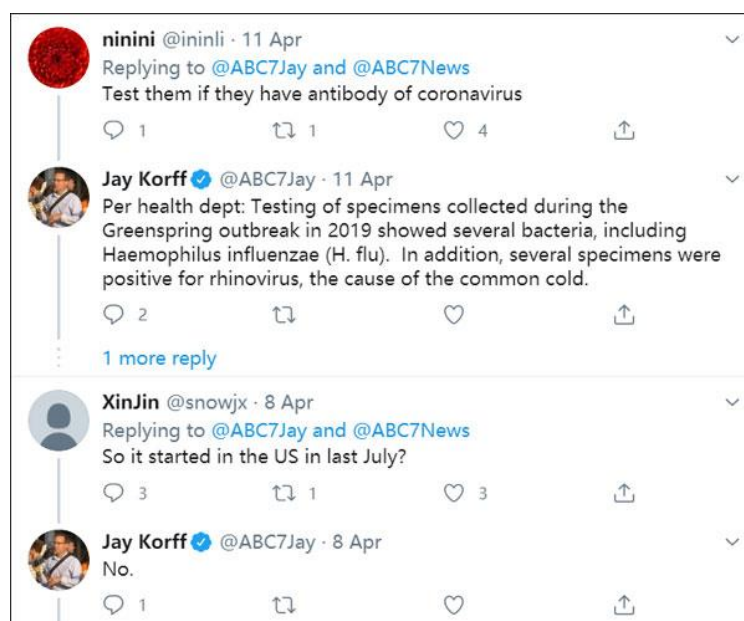 ninini @ininli · 11 Apr
Replying to @ABC7Jay and @ABC7News
Test them if they have antibody of coronavirus
1 1 4
Jay Korff @ABC7Jay · 11 Apr
Per health dept: Testing of specimens collected during the
Greenspring outbreak in 2019 showed several bacteria, including
Haemophilus influenzae (H. flu).  In addition, several specimens were
positive for rhinovirus, the cause of the common cold.
2
1 more reply
XinJin @snowjx · 8 Apr
Replying to @ABC7Jay and @ABC7News
So it started in the US in last July?
3 1 3
Jay Korff @ABC7Jay · 8 Apr
No.
1